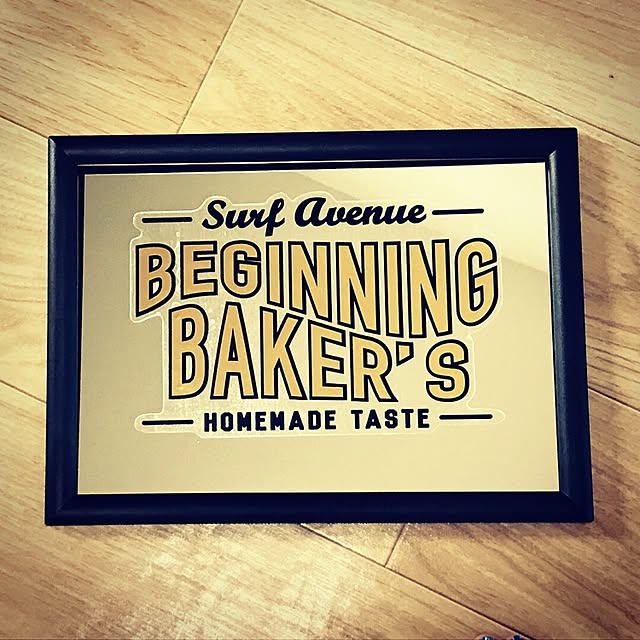 Surf Avenue
BEGINNING
BAKER'S
HOMEMADE TASTE